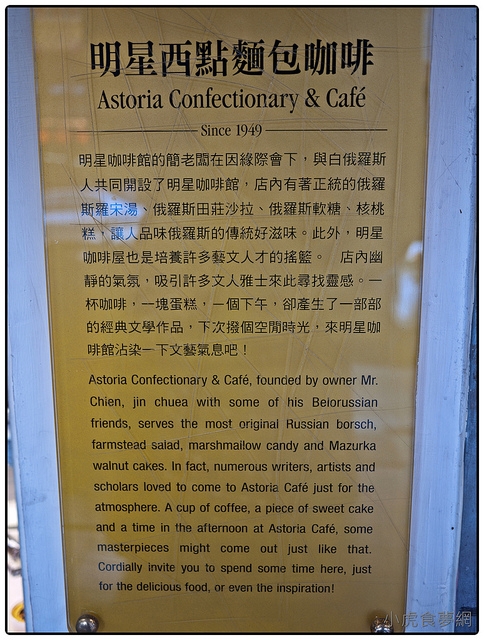 明星西點麵包咖啡
Astoria Confectionary & Café
Since 1949
明星咖啡館的簡老闆在因緣際會下，與白俄羅斯
人共同開設了明星咖啡館，店內有著正統的俄羅
斯羅宋湯、俄羅斯田莊沙拉、俄羅斯軟糖、核桃
糕，讓人品味俄羅斯的傳統好滋味。此外，明星
咖啡屋也是培養許多藝文人才的搖籃。 店內幽
靜的氣氛，吸引許多文人雅士來此尋找靈感。一
杯咖啡，一塊蛋糕，一個下午，卻產生了一部部
的經典文學作品，下次撥個空閒時光，來明星咖
啡館沾染一下文藝氣息吧！
Astoria Confectionary & Café, founded by owner Mr.
Chien, jin chuea with some of his Belorussian
friends, serves the most original Russian borsch,
farmstead salad, marshmallow candy and Mazurka
walnut cakes. In fact, numerous writers, artists and
scholars loved to come to Astoria Café just for the
atmosphere. A cup of coffee, a piece of sweet cake
and a time in the afternoon at Astoria Café, some
masterpieces might come out just like that.
Cordially invite you to spend some time here, just
for the delicious food, or even the inspiration!
小虎食夢網